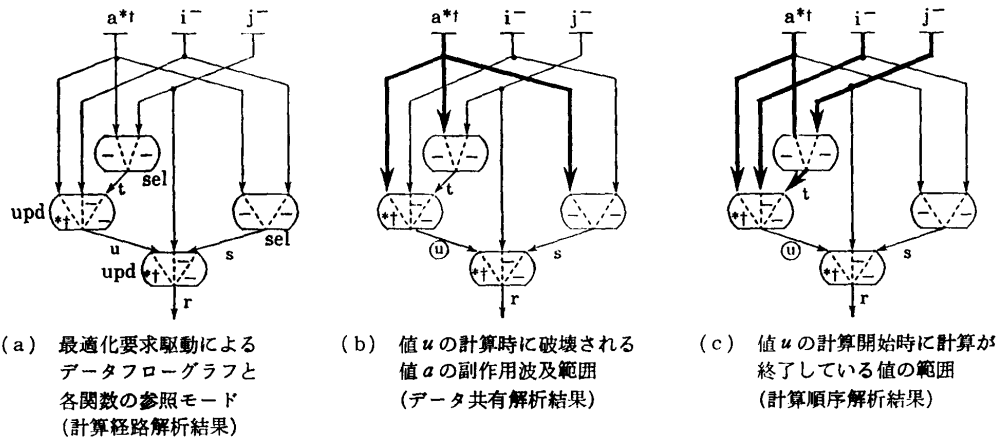 a*† i− j−
a*† i− j−
a*† i− j−
− −
− −
− −
sel
t
t
t
upd *† − −
− −
*† − −
− −
*† − −
− −
sel
u
s
ⓤ
s
ⓤ
s
upd *† − −
*† − −
*† − −
r
r
r
(a) 最適化要求駆動による
データフローグラフと
各関数の参照モード
(計算経路解析結果)
(b) 値uの計算時に破壊される
値aの副作用波及範囲
(データ共有解析結果)
(c) 値uの計算開始時に計算が
終了している値の範囲
(計算順序解析結果)